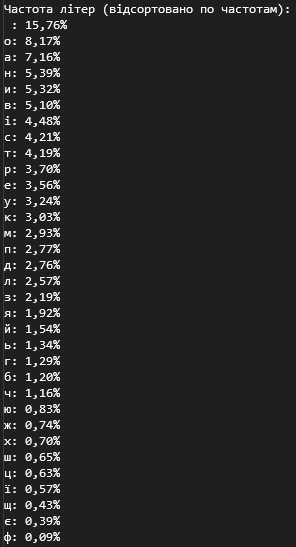 Частота літер (відсортовано по частотам):
 : 15,76%
о: 8,17%
а: 7,16%
н: 5,39%
и: 5,32%
в: 5,10%
і: 4,48%
с: 4,21%
т: 4,19%
р: 3,70%
е: 3,56%
у: 3,24%
к: 3,03%
м: 2,93%
п: 2,77%
д: 2,76%
л: 2,57%
з: 2,19%
я: 1,92%
й: 1,54%
ь: 1,34%
г: 1,29%
б: 1,20%
ч: 1,16%
ю: 0,83%
ж: 0,74%
х: 0,70%
ш: 0,65%
ц: 0,63%
ї: 0,57%
щ: 0,43%
є: 0,39%
ф: 0,09%